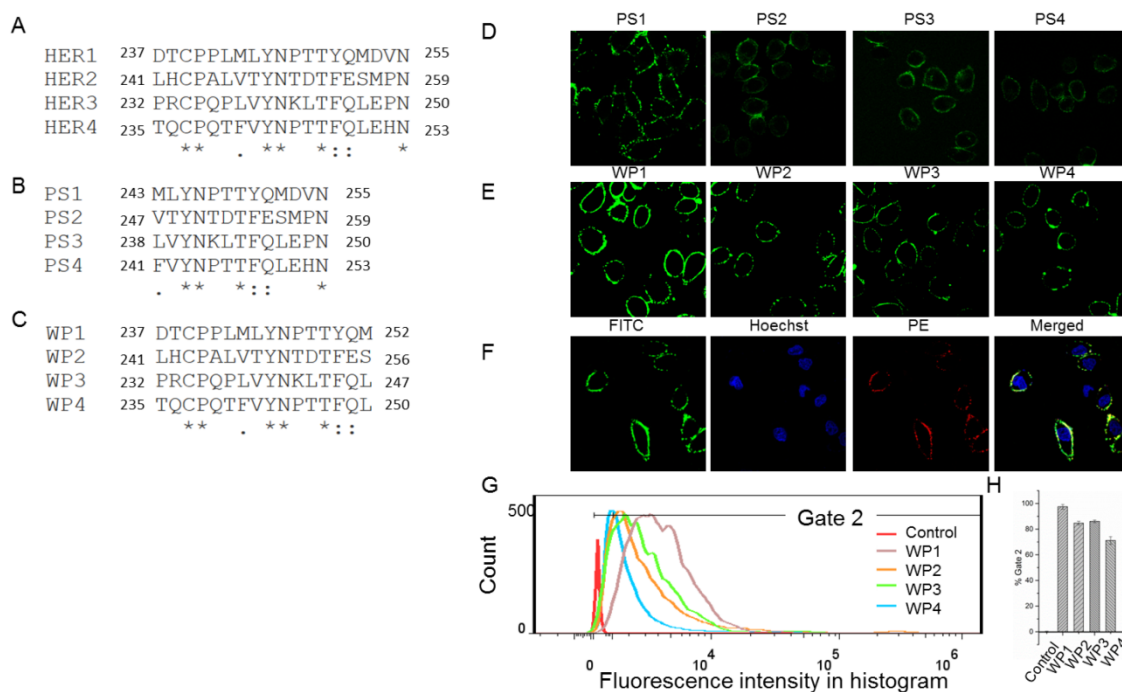 A
HER1 237 DTCPPLMLYNPTTYQMDVN 255
HER2 241 LHCPALVTYNTDTFESMPN 259
HER3 232 PRCPQPLVYNKLTFQLEPN 250
HER4 235 TQCPQTFVYNPTTFQLEHN 253
** . ** *:: *
B
PS1 243 MLYNPTTYQMDVN 255
PS2 247 VTYNTDTFESMPN 259
PS3 238 LVYNKLTFQLEPN 250
PS4 241 FVYNPTTFQLEHN 253
. ** *:: *
C
WP1 237 DTCPPLMLYNPTTYQM 252
WP2 241 LHCPALVTYNTDTFES 256
WP3 232 PRCPQPLVYNKLTFQL 247
WP4 235 TQCPQTFVYNPTTFQL 250
** . ** *::
D
PS1 PS2 PS3 PS4
E
WP1 WP2 WP3 WP4
F
FITC Hoechst PE Merged
G
500
0
Count
Gate 2
Control
WP1
WP2
WP3
WP4
0 10^4 10^5 10^6
Fluorescence intensity in histogram
H
% Gate 2
100
80
60
40
20
0
Control WP1 WP2 WP3 WP4